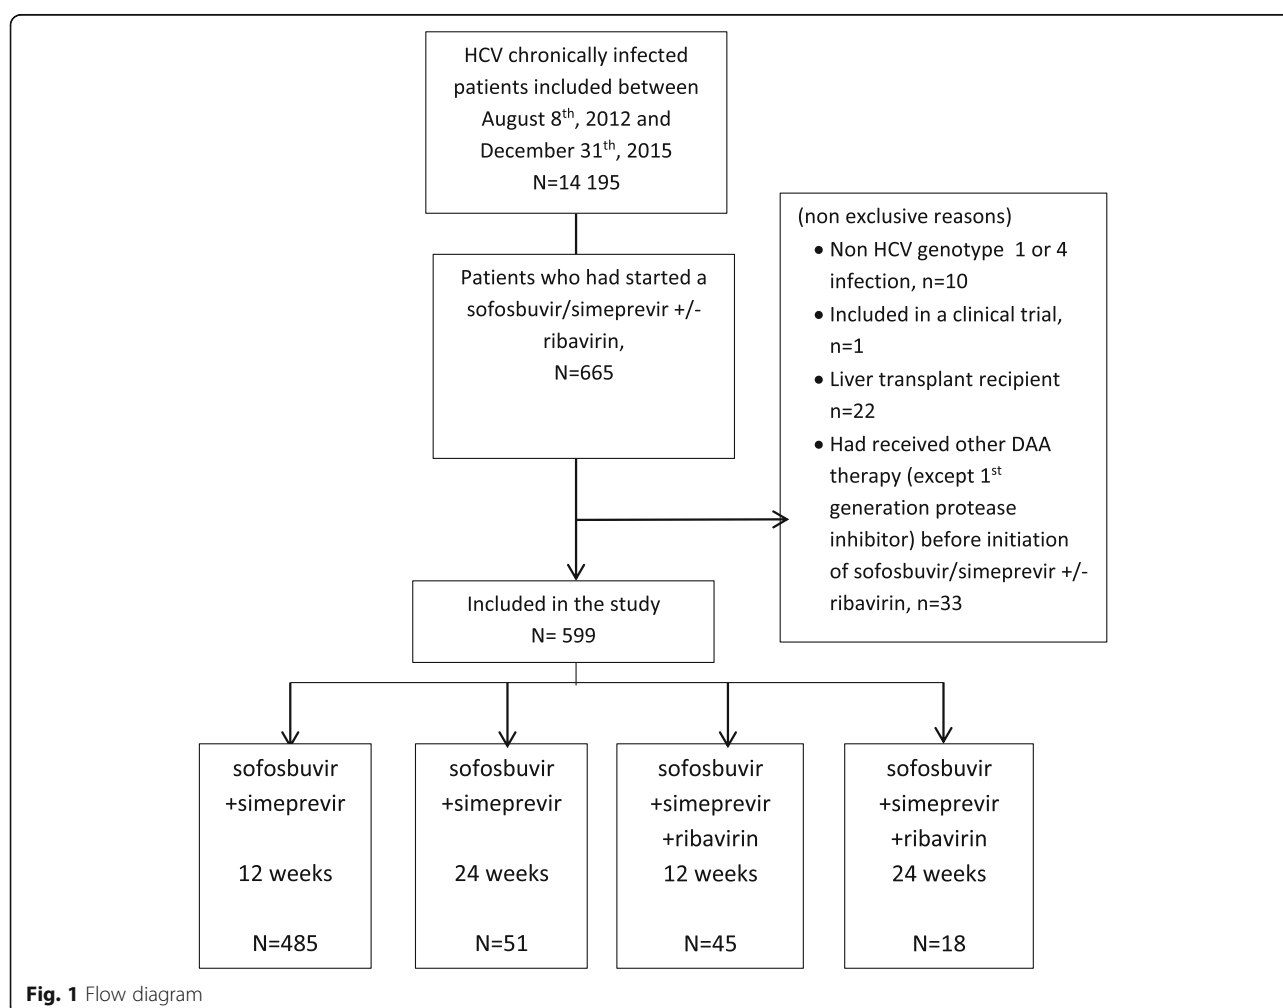 HCV chronically infected
patients included between
August 8th, 2012 and
December 31th, 2015
N=14 195
Patients who had started a
sofosbuvir/simeprevir +/-
ribavirin,
N=665
(non exclusive reasons)
• Non HCV genotype 1 or 4
infection, n=10
• Included in a clinical trial,
n=1
• Liver transplant recipient
n=22
• Had received other DAA
therapy (except 1st
generation protease
inhibitor) before initiation
of sofosbuvir/simeprevir +/-
ribavirin, n=33
Included in the study
N= 599
sofosbuvir
+simeprevir
12 weeks
N=485
sofosbuvir
+simeprevir
24 weeks
N=51
sofosbuvir
+simeprevir
+ribavirin
12 weeks
N=45
sofosbuvir
+simeprevir
+ribavirin
24 weeks
N=18
Fig. 1 Flow diagram